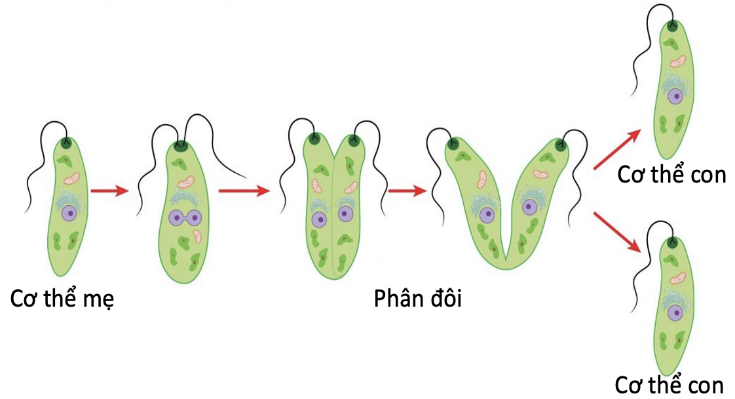 Cơ thể mẹ
Phân đôi
Cơ thể con
Cơ thể con